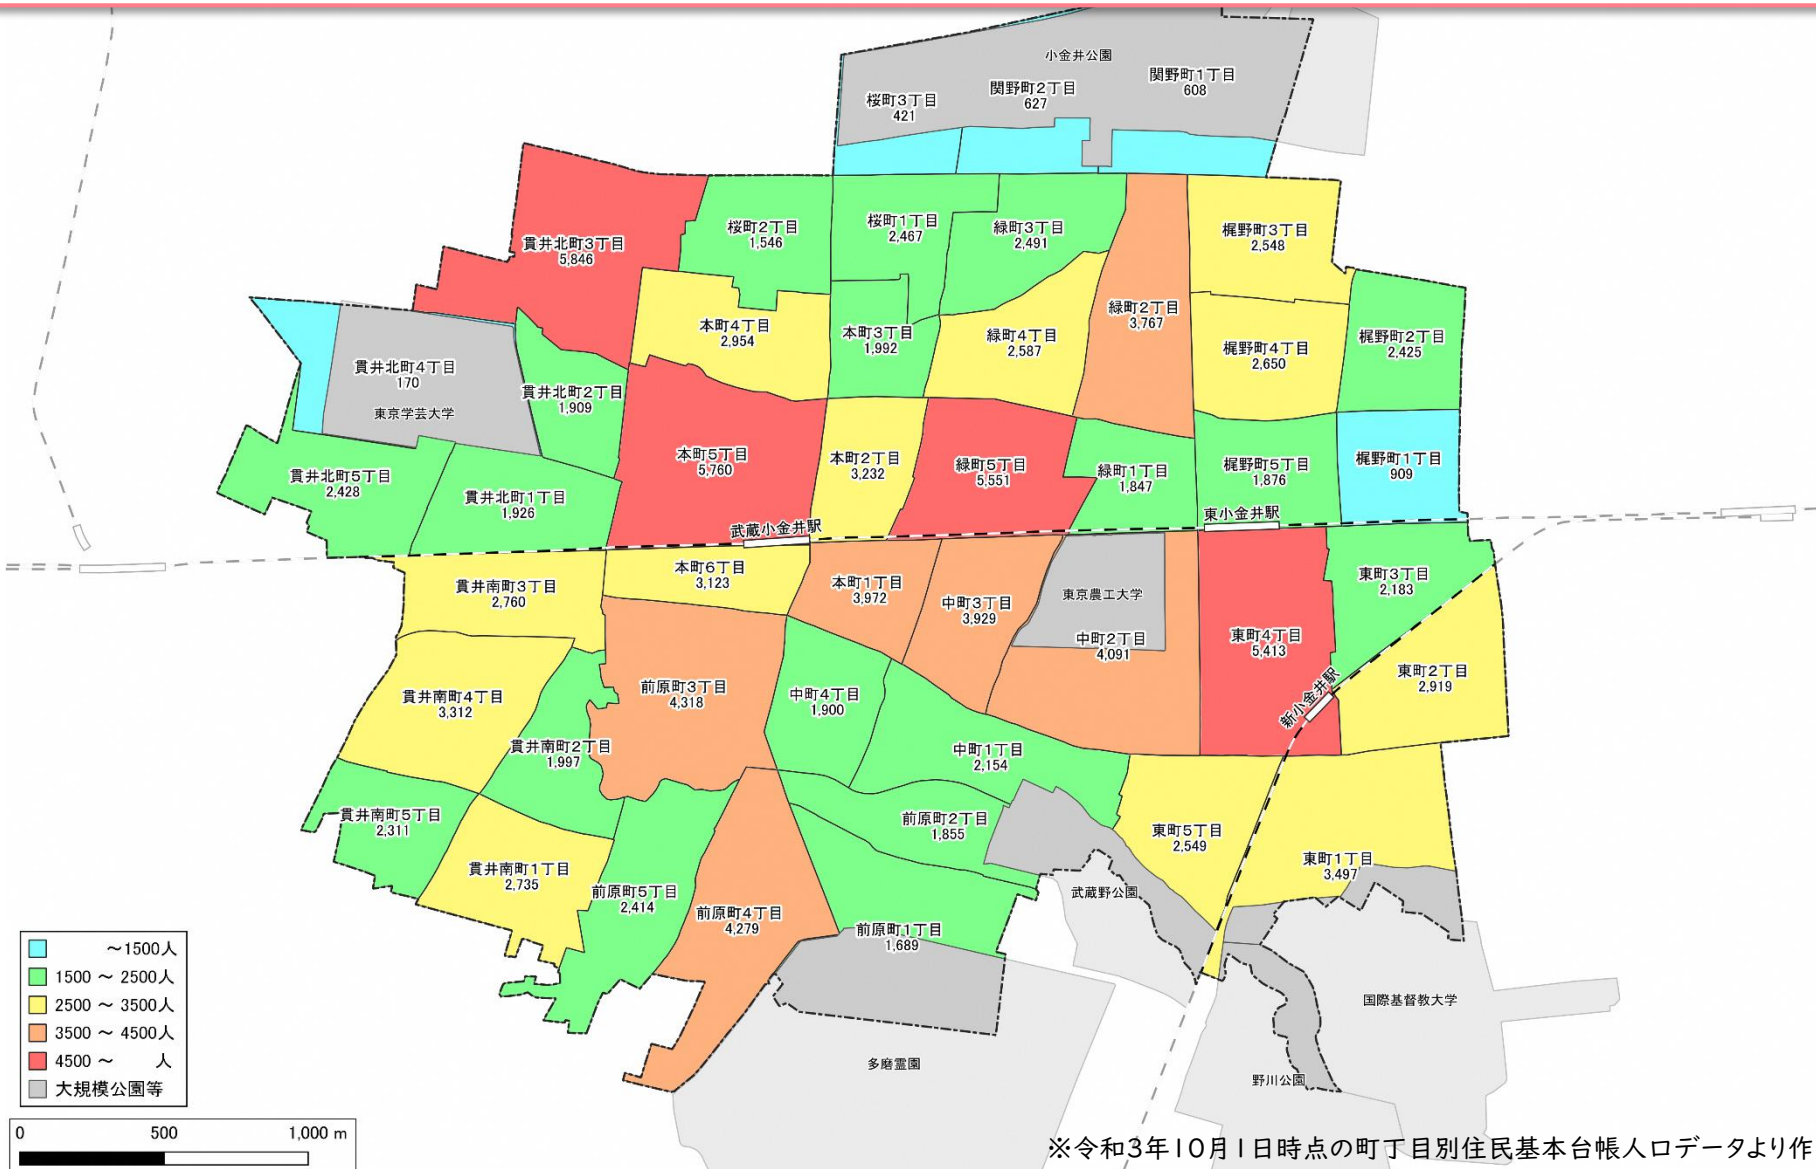 小金井公園
関野町1丁目
608
関野町2丁目
627
桜町3丁目
421
貫井北町3丁目
5,846
桜町2丁目
1,546
桜町1丁目
2,467
緑町3丁目
2,491
梶野町3丁目
2,548
緑町2丁目
3,767
本町4丁目
2,954
本町3丁目
1,992
緑町4丁目
2,587
梶野町4丁目
2,650
梶野町2丁目
2,425
貫井北町4丁目
170
東京学芸大学
貫井北町2丁目
1,909
本町5丁目
5,760
本町2丁目
3,232
緑町5丁目
5,551
緑町1丁目
1,847
梶野町5丁目
1,876
梶野町1丁目
909
貫井北町5丁目
2,428
貫井北町1丁目
1,926
武蔵小金井駅
東小金井駅
貫井南町3丁目
2,760
本町6丁目
3,123
本町1丁目
3,972
中町3丁目
3,929
東京農工大学
中町2丁目
4,091
東町4丁目
5,413
東町3丁目
2,183
東町2丁目
2,919
新小金井駅
貫井南町4丁目
3,312
前原町3丁目
4,318
中町4丁目
1,900
貫井南町2丁目
1,997
中町1丁目
2,154
貫井南町5丁目
2,311
前原町2丁目
1,855
東町5丁目
2,549
東町1丁目
3,497
貫井南町1丁目
2,735
前原町5丁目
2,414
前原町4丁目
4,279
前原町1丁目
1,689
武蔵野公園
国際基督教大学
多磨霊園
野川公園
~1500人
1500 ~ 2500人
2500 ~ 3500人
3500 ~ 4500人
4500 ~ 人
大規模公園等
0 500 1,000 m
※令和3年10月1日時点の町丁目別住民基本台帳人口データより作